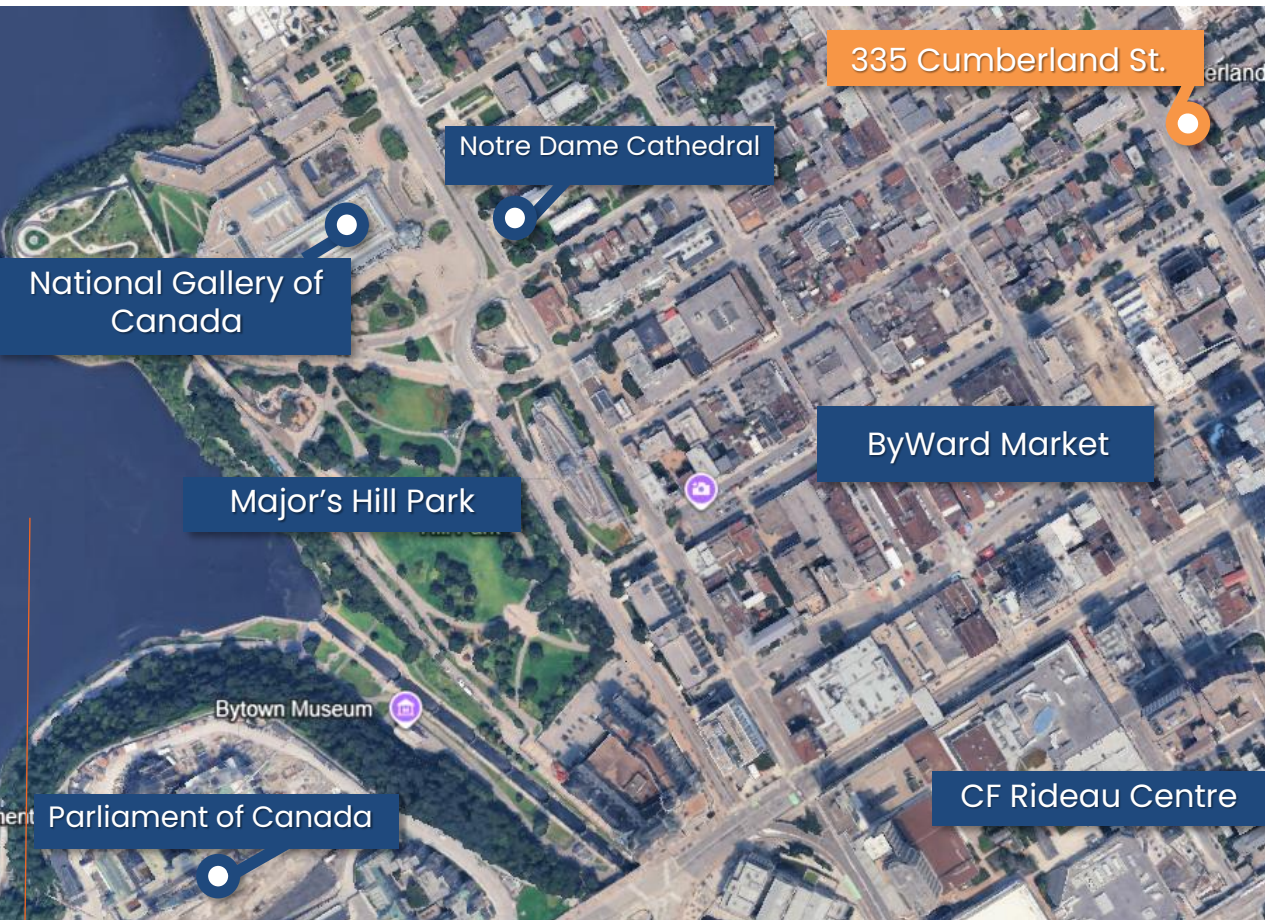 335 Cumberland St.
erland
Notre Dame Cathedral
National Gallery of
Canada
ByWard Market
Major's Hill Park
Bytown Museum
CF Rideau Centre
Parliament of Canada